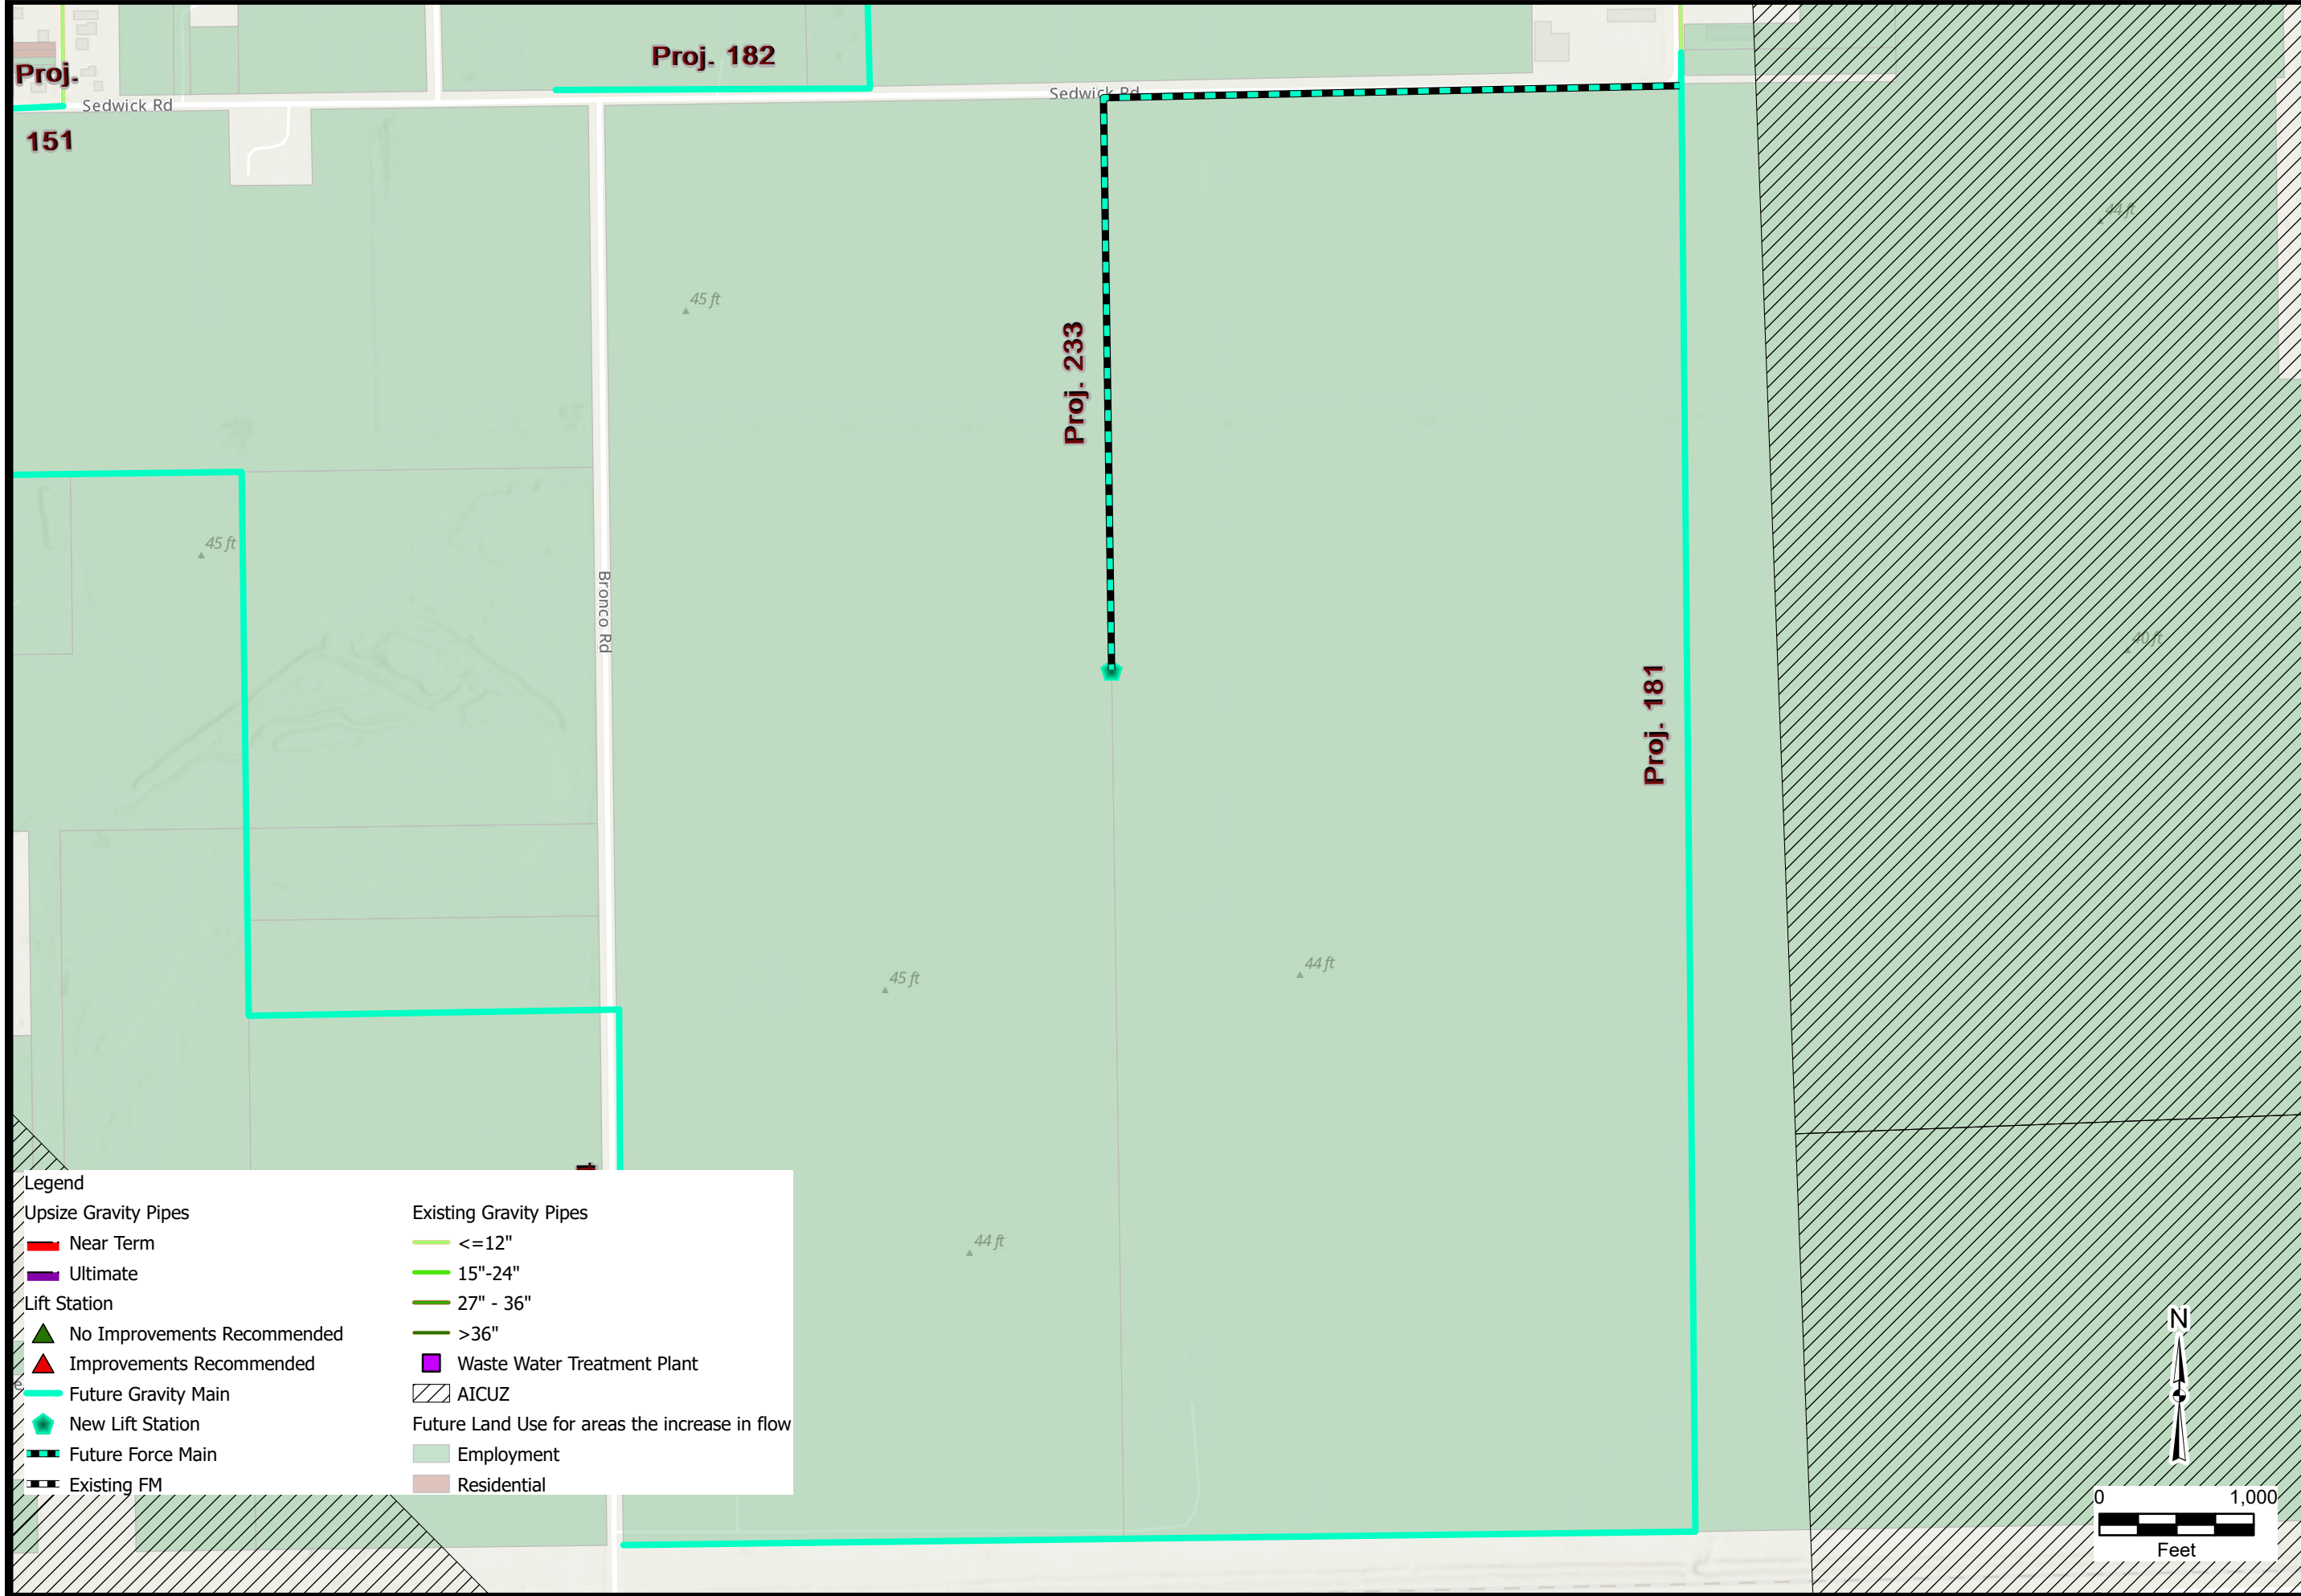 Proj. 182
Proj.
Sedwick Rd
Sedwick Rd
151
44 ft
45 ft
Proj. 233
45 ft
Bronco Rd
40 ft
Proj. 181
44 ft
45 ft
44 ft
Legend
Upsize Gravity Pipes
Near Term
Ultimate
Lift Station
No Improvements Recommended
Improvements Recommended
Future Gravity Main
New Lift Station
Future Force Main
Existing FM
Existing Gravity Pipes
<=12"
15"-24"
27" - 36"
>36"
Waste Water Treatment Plant
AICUZ
Future Land Use for areas the increase in flow
Employment
Residential
N
0 1,000
Feet